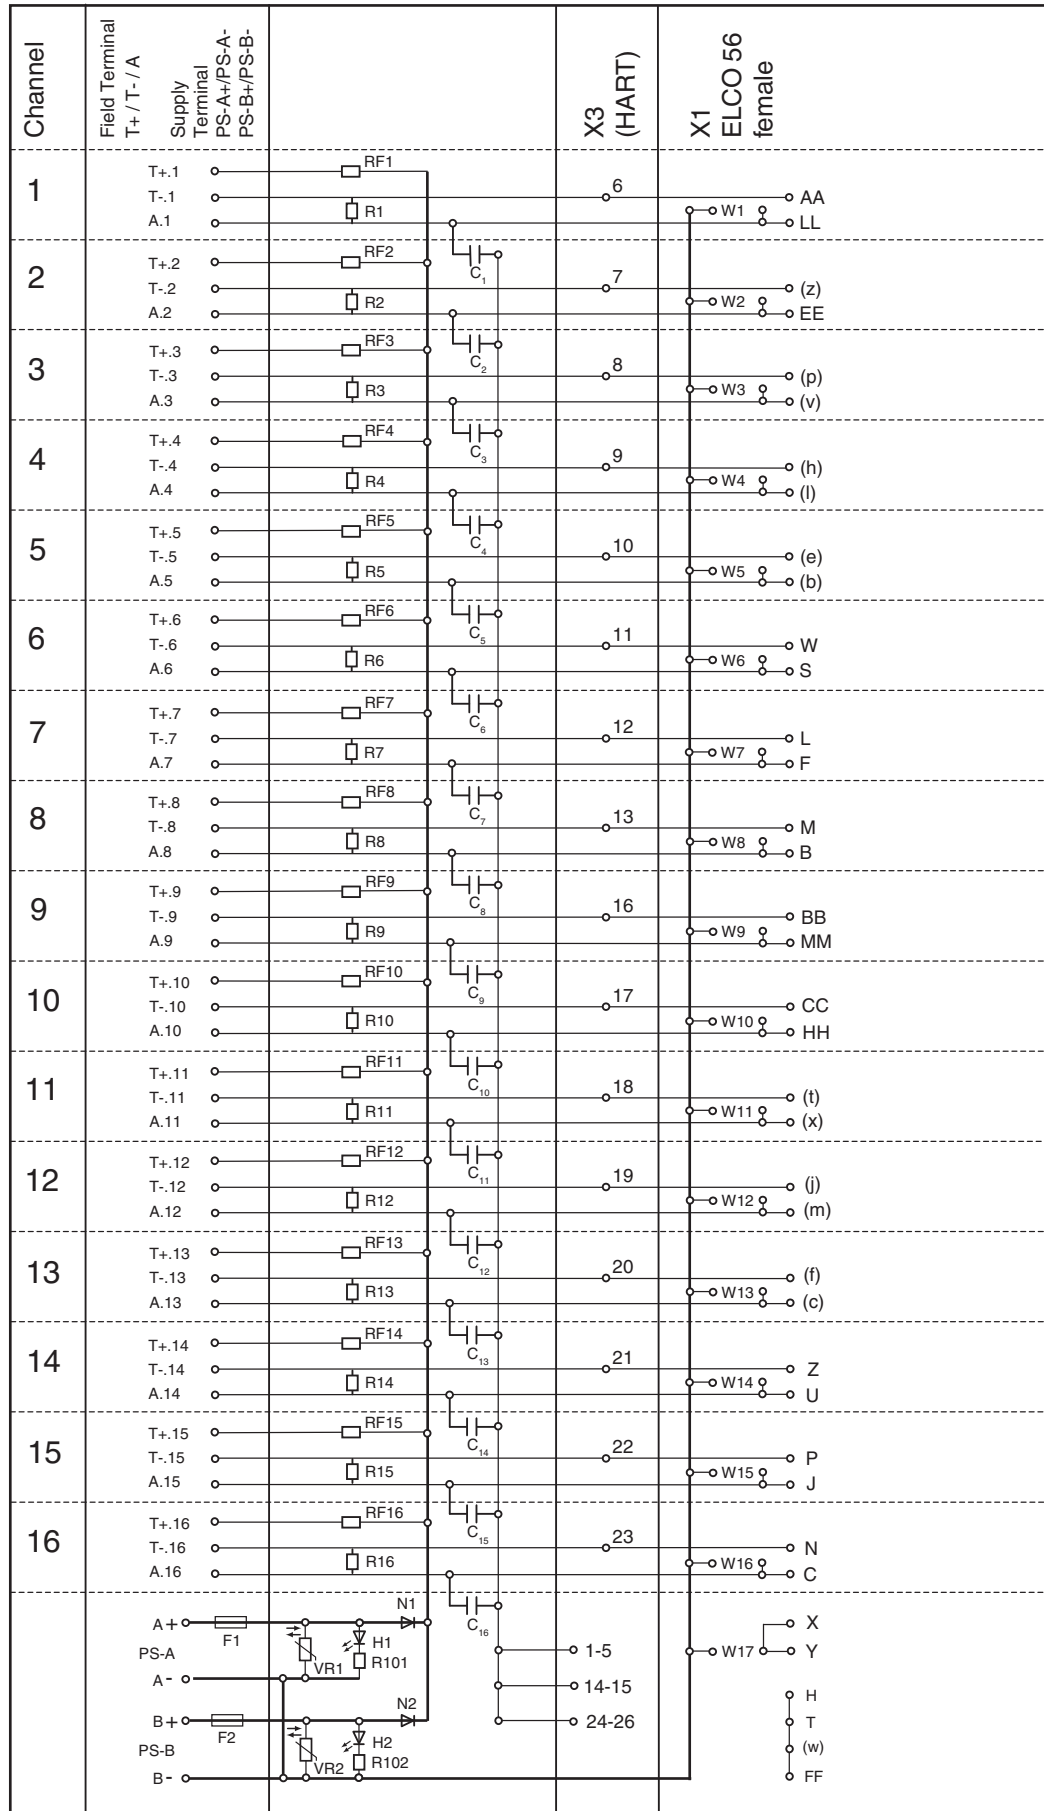 Channel
Field Terminal
T+ / T- / A
Supply
Terminal
PS-A+/PS-A-
PS-B+/PS-B-
X3
(HART)
X1
ELCO 56
female
1
T+.1
RF1
T-.1
6
AA
R1
W1
A.1
LL
C1
2
T+.2
RF2
T-.2
7
(z)
R2
W2
A.2
EE
C2
3
T+.3
RF3
T-.3
8
(p)
R3
W3
A.3
(v)
C3
4
T+.4
RF4
T-.4
9
(h)
R4
W4
A.4
(l)
C4
5
T+.5
RF5
T-.5
10
(e)
R5
W5
A.5
(b)
C5
6
T+.6
RF6
T-.6
11
W
R6
W6
A.6
S
C6
7
T+.7
RF7
T-.7
12
L
R7
W7
A.7
F
C7
8
T+.8
RF8
T-.8
13
M
R8
W8
A.8
B
C8
9
T+.9
RF9
T-.9
16
BB
R9
W9
A.9
MM
C9
10
T+.10
RF10
T-.10
17
CC
R10
W10
A.10
HH
C10
11
T+.11
RF11
T-.11
18
(t)
R11
W11
A.11
(x)
C11
12
T+.12
RF12
T-.12
19
(j)
R12
W12
A.12
(m)
C12
13
T+.13
RF13
T-.13
20
(f)
R13
W13
A.13
(c)
C13
14
T+.14
RF14
T-.14
21
Z
R14
W14
A.14
U
C14
15
T+.15
RF15
T-.15
22
P
R15
W15
A.15
J
C15
16
T+.16
RF16
T-.16
23
N
R16
W16
A.16
C
C16
A+
F1
N1
X
PS-A
VR1
H1
R101
1-5
W17
Y
A-
14-15
H
B+
F2
N2
24-26
T
PS-B
VR2
H2
R102
(w)
B-
FF